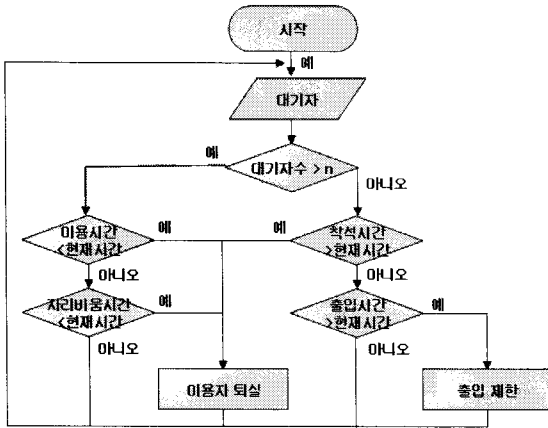 시작
예
대기자
예
대기자수 > n
아니오
이용시간
<현재시간
예
예
착석시간
>현재시간
아니오
아니오
자리비움시간
<현재시간
예
출입시간
>현재시간
예
아니오
아니오
이용자 퇴실
출입 제한